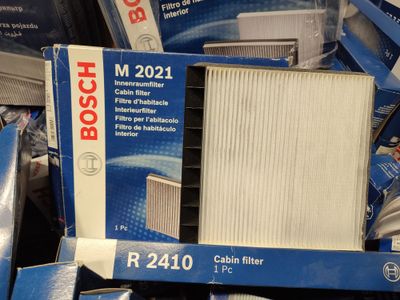 Filtro de habitáculo
interior
BOSCH
M 2021
Innenraumfilter
Cabin filter
Filtre d'habitacle
Interieurfilter
Filtro per l'abitacolo
Filtro de habitáculo
interior
1 Pc
R 2410
Cabin filter
1 Pc